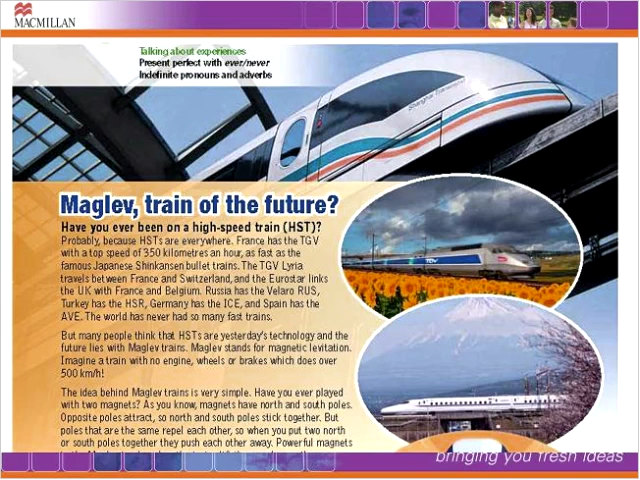 MACMILLAN
Talking about experiences
Present perfect with ever/never
Indefinite pronouns and adverbs
Shanghai Transrapid
Maglev, train of the future?
Have you ever been on a high-speed train (HST)?
Probably, because HSTs are everywhere. France has the TGV
with a top speed of 350 kilometres an hour, as fast as the
famous Japanese Shinkansen bullet trains. The TGV Lyria
travels between France and Switzerland, and the Eurostar links
the UK with France and Belgium. Russia has the Velaro RUS,
Turkey has the HSR, Germany has the ICE, and Spain has the
AVE. The world has never had so many fast trains.
But many people think that HSTs are yesterday's technology and the
future lies with Maglev trains. Maglev stands for magnetic levitation.
Imagine a train with no engine, wheels or brakes which does over
500 km/h!
The idea behind Maglev trains is very simple. Have you ever played
with two magnets? As you know, magnets have north and south poles.
Opposite poles attract, so north and south poles stick together. But
poles that are the same repel each other, so when you put two north
or south poles together they push each other away. Powerful magnets
TGV
bringing you fresh ideas